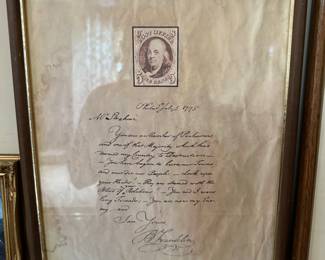 POST OFFICE
Philad.ª July 5. 1775
Mr. Strahan
You are a Member of Parliament
and one of that Majority which has
doomed my Country to Destruction.—
You have begun to burn our Towns
and murder our People.— Look upon
your Hands!— They are stained with the
Blood of your Relations!— You and I were
long Friends:— You are now my
Enemy— and
I am, Yours,
B Franklin